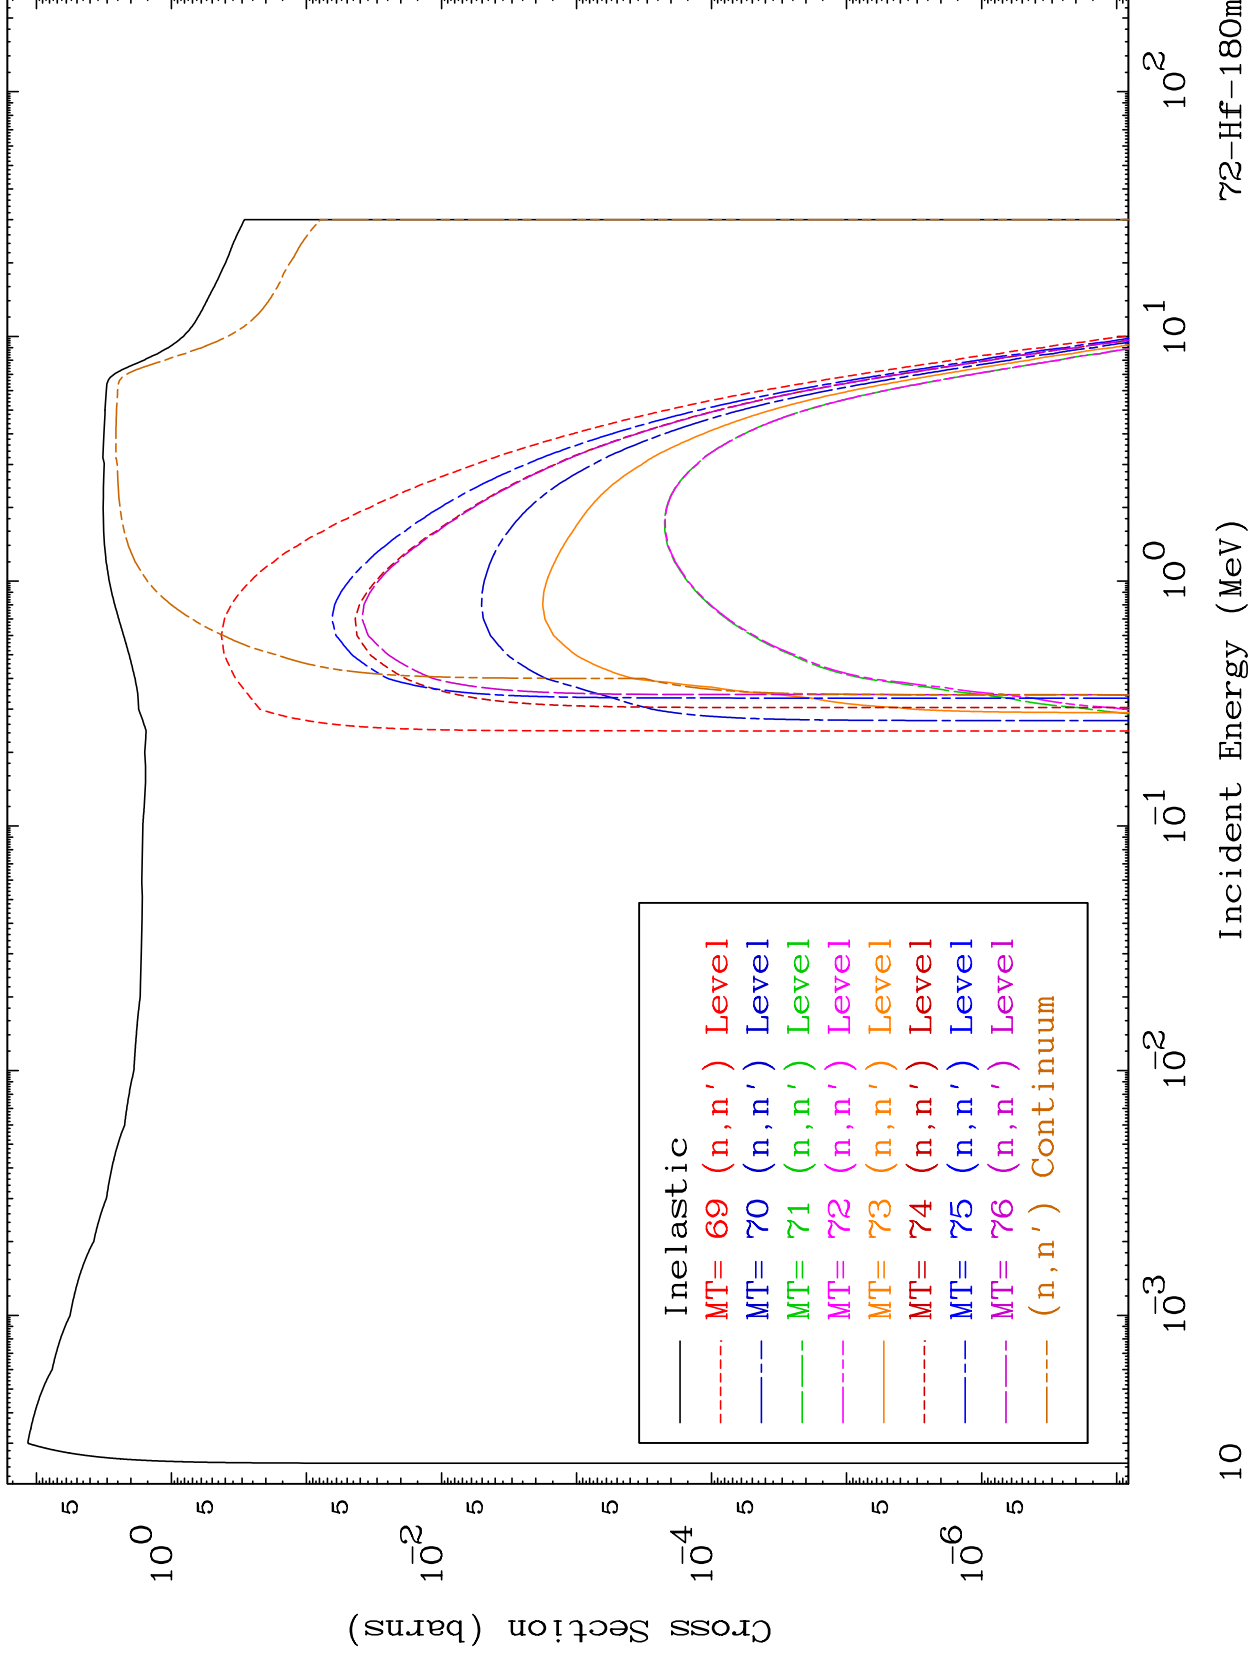 Cross Section (barns)
5
10^0
5
5
10^-2
5
5
10^-4
5
5
10^-6
5
Inelastic
MT= 69 (n,n') Level
MT= 70 (n,n') Level
MT= 71 (n,n') Level
MT= 72 (n,n') Level
MT= 73 (n,n') Level
MT= 74 (n,n') Level
MT= 75 (n,n') Level
MT= 76 (n,n') Level
(n,n') Continuum
10^-3 10^-2 10^-1 10^0 10^1 10^2
Incident Energy (MeV)
10 72-Hf-180m